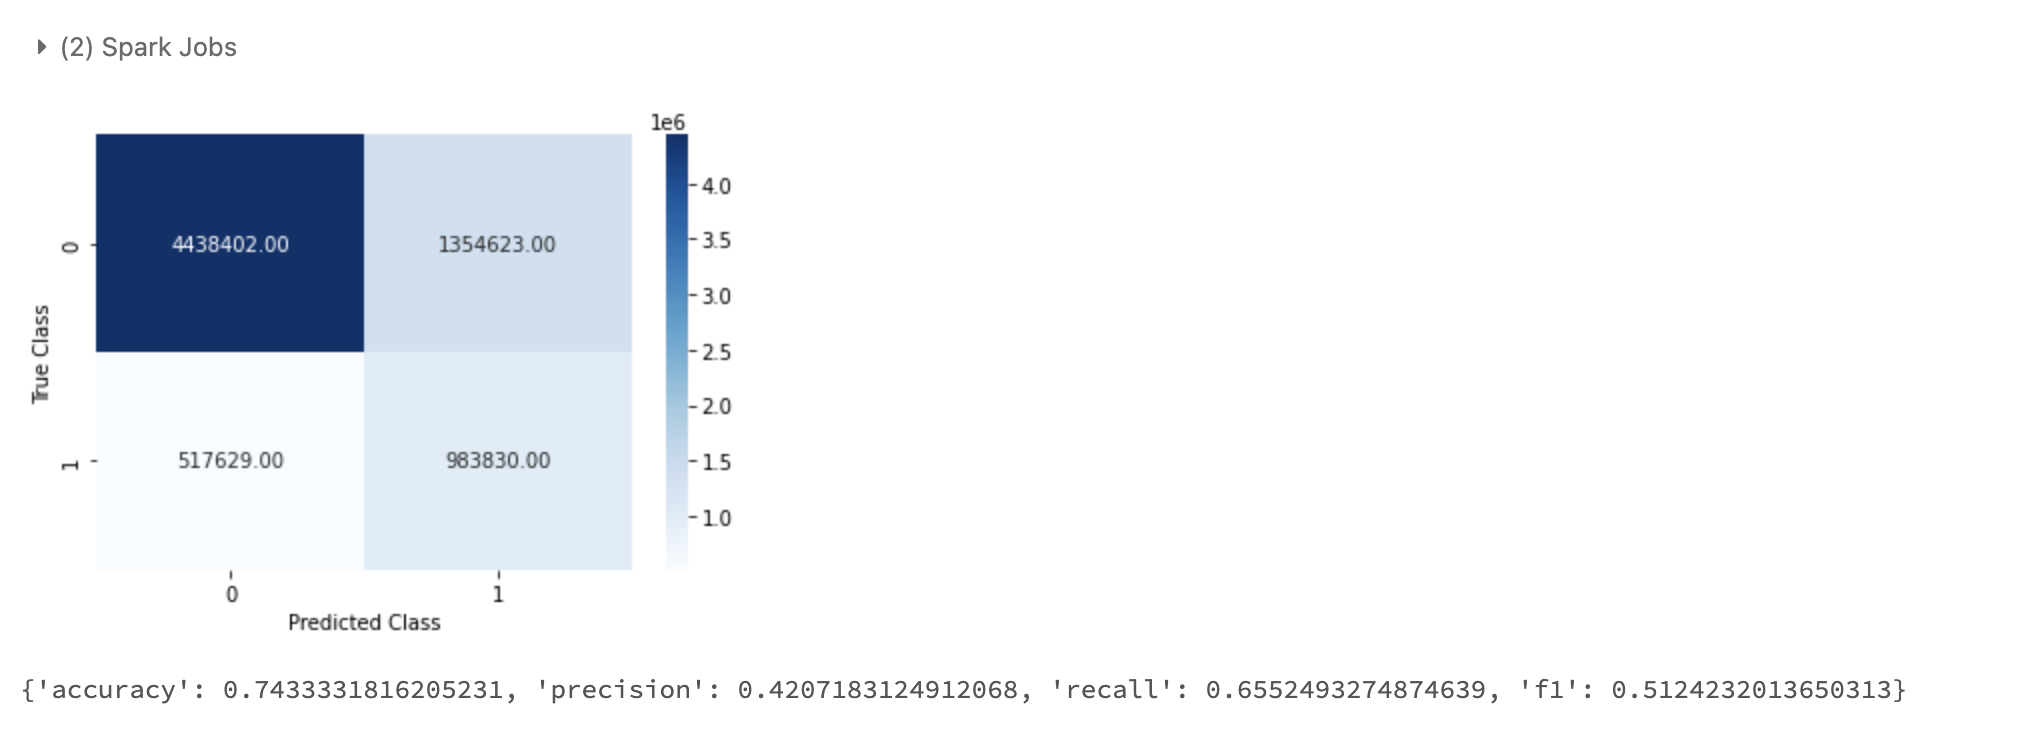 (2) Spark Jobs
1e6
4438402.00 1354623.00
517629.00 983830.00
0
1
True Class
0 1
Predicted Class
4.0
3.5
3.0
2.5
2.0
1.5
1.0
{'accuracy': 0.7433331816205231, 'precision': 0.4207183124912068, 'recall': 0.6552493274874639, 'f1': 0.5124232013650313}